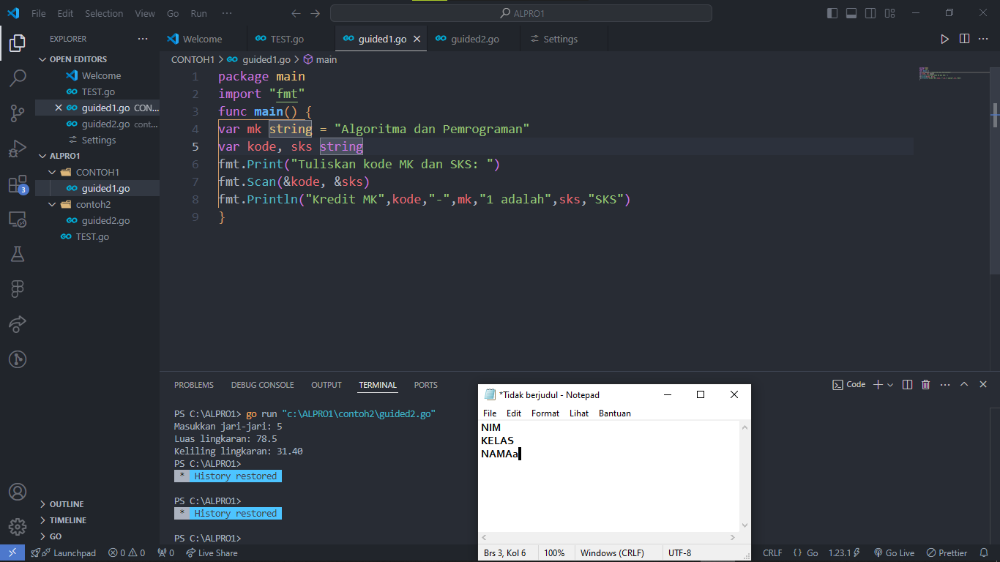 File Edit Selection View Go Run ··· ALPRO1
EXPLORER ···
Welcome TEST.go guided1.go guided2.go Settings
OPEN EDITORS
Welcome
TEST.go
guided1.go CON...
guided2.go cont...
Settings
ALPRO1
CONTOH1
guided1.go
contoh2
guided2.go
TEST.go
OUTLINE
TIMELINE
GO
CONTOH1 > guided1.go > main
1 package main
2 import "fmt"
3 func main() {
4 var mk string = "Algoritma dan Pemrograman"
5 var kode, sks string
6 fmt.Print("Tuliskan kode MK dan SKS: ")
7 fmt.Scan(&kode, &sks)
8 fmt.Println("Kredit MK",kode,"-",mk,"1 adalah",sks,"SKS")
9 }
PROBLEMS DEBUG CONSOLE OUTPUT TERMINAL PORTS Code
PS C:\ALPRO1> go run "c:\ALPRO1\contoh2\guided2.go"
Masukkan jari-jari: 5
Luas lingkaran: 78.5
Keliling lingkaran: 31.40
PS C:\ALPRO1>
* History restored
PS C:\ALPRO1>
* History restored
PS C:\ALPRO1>
*Tidak berjudul - Notepad
File Edit Format Lihat Bantuan
NIM
KELAS
NAMAa
Brs 3, Kol 6 100% Windows (CRLF) UTF-8
3
Launchpad 0 0 0 Live Share CRLF {} Go 1.23.1 Go Live Prettier